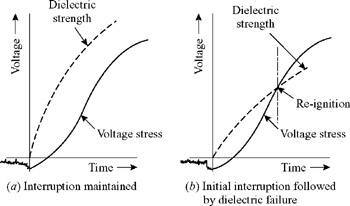 Dielectric
strength
Voltage
Voltage stress
Time
(a) Interruption maintained
Dielectric
strength
Voltage
Re-ignition
Voltage stress
Time
(b) Initial interruption followed
by dielectric failure